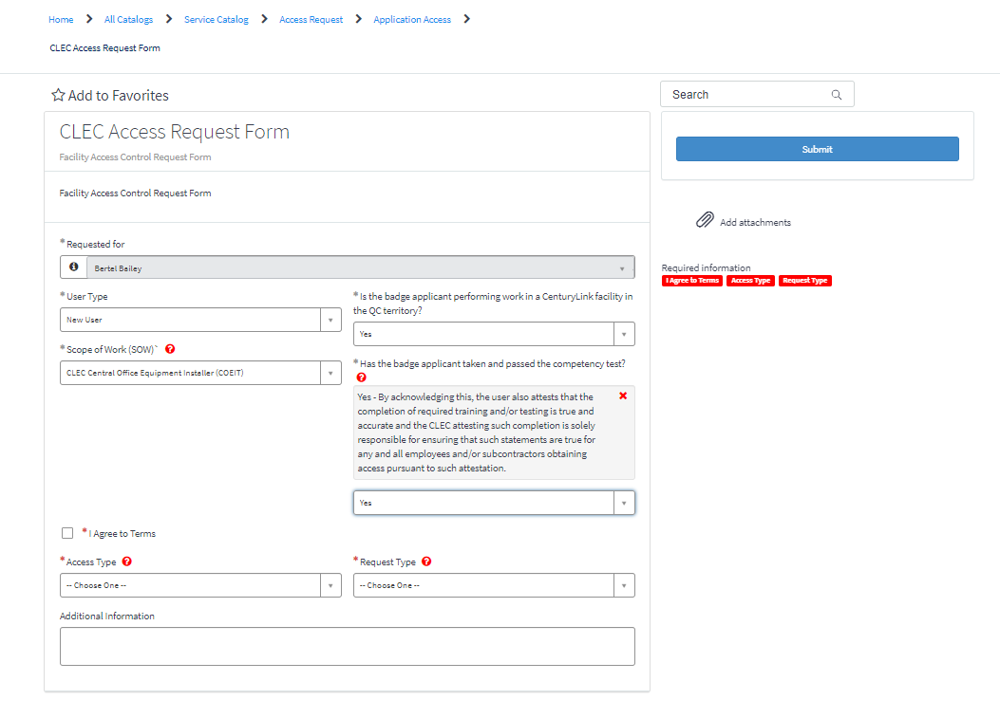 Home > All Catalogs > Service Catalog > Access Request > Application Access >
CLEC Access Request Form
Add to Favorites
Search
CLEC Access Request Form
Facility Access Control Request Form
Submit
Facility Access Control Request Form
Add attachments
*Requested for
Bertel Bailey
Required information
I Agree to Terms Access Type Request Type
*User Type
New User
*Is the badge applicant performing work in a CenturyLink facility in
the QC territory?
Yes
*Scope of Work (SOW)`
CLEC Central Office Equipment Installer (COEIT)
*Has the badge applicant taken and passed the competency test?
Yes - By acknowledging this, the user also attests that the
completion of required training and/or testing is true and
accurate and the CLEC attesting such completion is solely
responsible for ensuring that such statements are true for
any and all employees and/or subcontractors obtaining
access pursuant to such attestation.
Yes
*I Agree to Terms
*Access Type
-- Choose One --
*Request Type
-- Choose One --
Additional Information